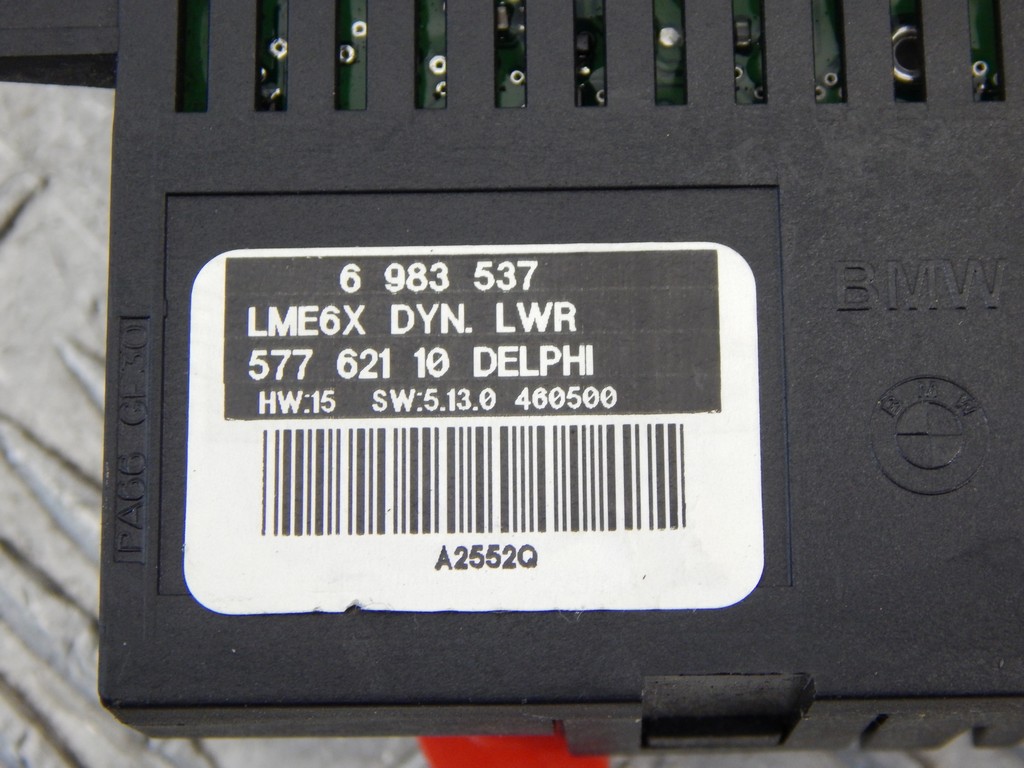 6 983 537
LME6X DYN. LWR
577 621 10 DELPHI
HW:15 SW:5.13.0 460500
A2552Q
BMW
BMW
PA66 GF30